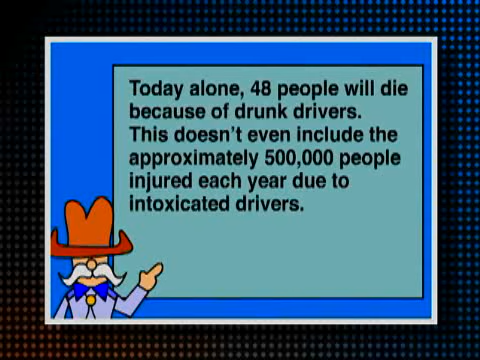 Today alone, 48 people will die
because of drunk drivers.
This doesn't even include the
approximately 500,000 people
injured each year due to
intoxicated drivers.